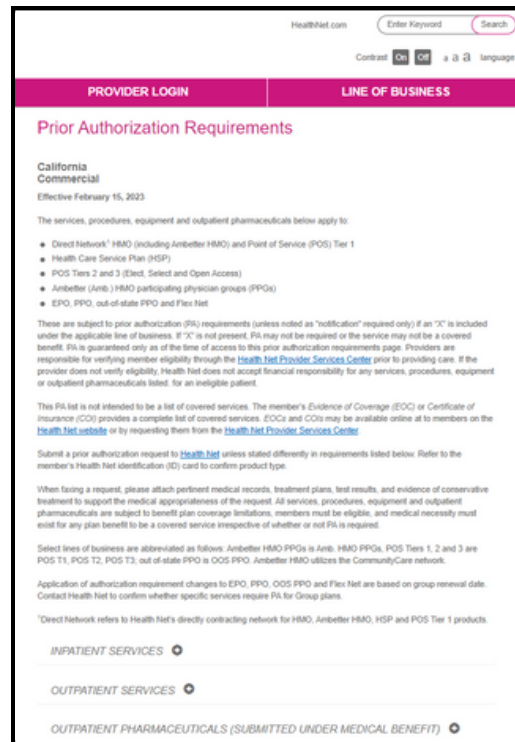 HealthNet.com Enter Keyword Search
Contrast On Off a a a language
PROVIDER LOGIN LINE OF BUSINESS
Prior Authorization Requirements
California
Commercial
Effective February 15, 2023
The services, procedures, equipment and outpatient pharmaceuticals below apply to:
Direct Network¹ HMO (including Ambetter HMO) and Point of Service (POS) Tier 1
Health Care Service Plan (HSP)
POS Tiers 2 and 3 (Elect, Select and Open Access)
Ambetter (Amb.) HMO participating physician groups (PPGs)
EPO, PPO, out-of-state PPO and Flex Net
These are subject to prior authorization (PA) requirements (unless noted as "notification" required only) if an "X" is included
under the applicable line of business. If "X" is not present, PA may not be required or the service may not be a covered
benefit. PA is guaranteed only as of the time of access to this prior authorization requirements page. Providers are
responsible for verifying member eligibility through the Health Net Provider Services Center prior to providing care. If the
provider does not verify eligibility, Health Net does not accept financial responsibility for any services, procedures, equipment
or outpatient pharmaceuticals listed. for an ineligible patient.
This PA list is not intended to be a list of covered services. The member's Evidence of Coverage (EOC) or Certificate of
Insurance (COI) provides a complete list of covered services. EOCs and COIs may be available online at to members on the
Health Net website or by requesting them from the Health Net Provider Services Center.
Submit a prior authorization request to Health Net unless stated differently in requirements listed below. Refer to the
member's Health Net identification (ID) card to confirm product type.
When faxing a request, please attach pertinent medical records, treatment plans, test results, and evidence of conservative
treatment to support the medical appropriateness of the request. All services, procedures, equipment and outpatient
pharmaceuticals are subject to benefit plan coverage limitations, members must be eligible, and medical necessity must
exist for any plan benefit to be a covered service irrespective of whether or not PA is required.
Select lines of business are abbreviated as follows: Ambetter HMO PPGs is Amb. HMO PPGs, POS Tiers 1, 2 and 3 are
POS T1, POS T2, POS T3; out of-state PPO is OOS PPO. Ambetter HMO utilizes the CommunityCare network.
Application of authorization requirement changes to EPO, PPO, OOS PPO and Flex Net are based on group renewal date.
Contact Health Net to confirm whether specific services require PA for Group plans.
¹Direct Network refers to Health Net's directly contracting network for HMO, Ambetter HMO, HSP and POS Tier 1 products.
INPATIENT SERVICES
OUTPATIENT SERVICES
OUTPATIENT PHARMACEUTICALS (SUBMITTED UNDER MEDICAL BENEFIT)